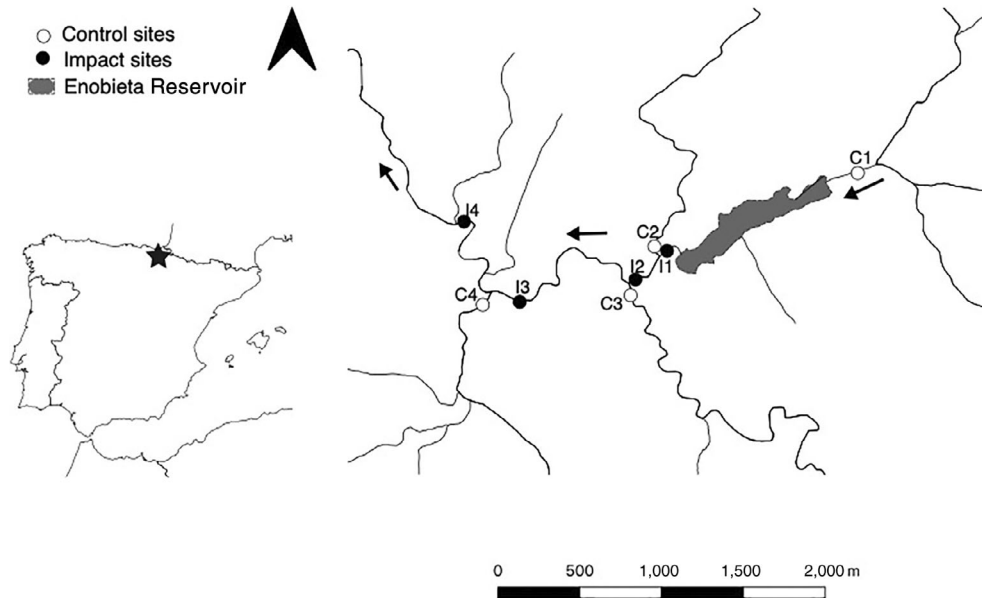 Control sites
Impact sites
Enobieta Reservoir
C1
I4
C2
I1
I2
C4
I3
C3
0 500 1,000 1,500 2,000 m